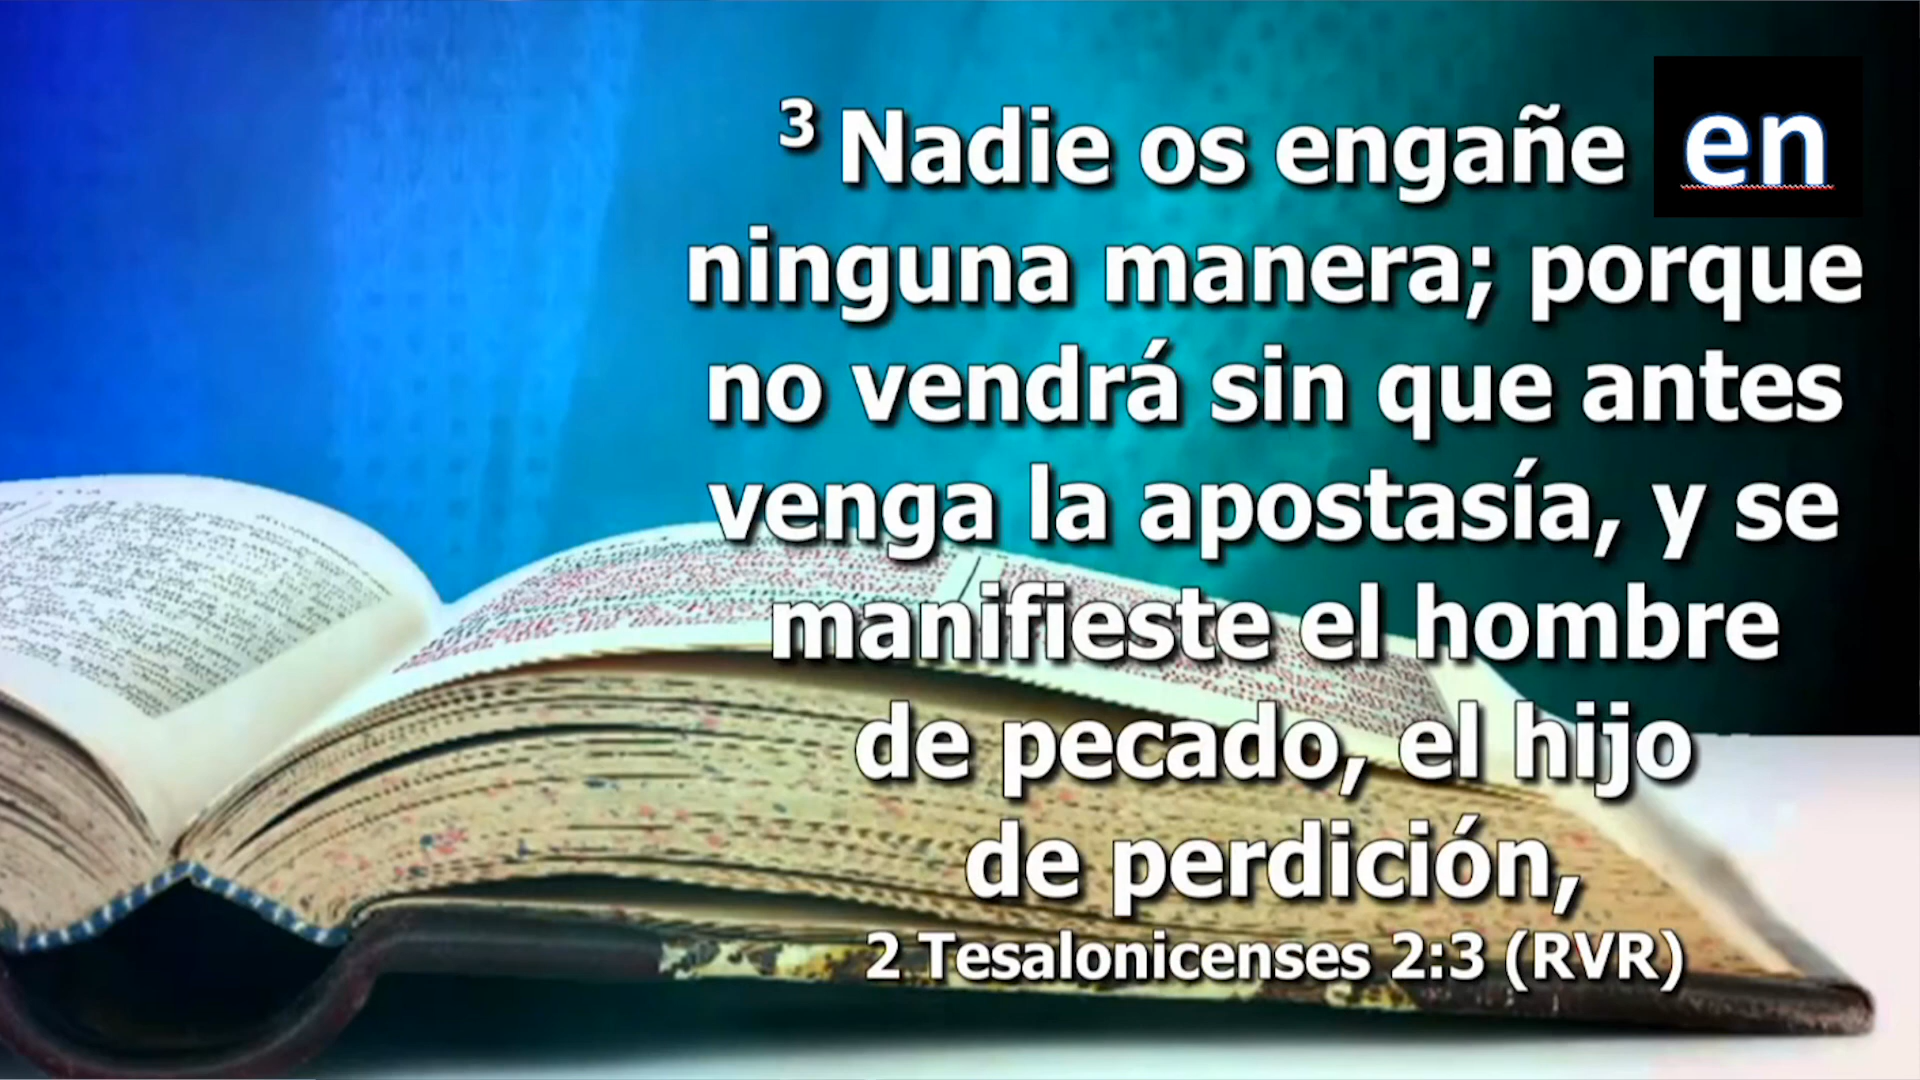 3 Nadie os engañe en
ninguna manera; porque
no vendrá sin que antes
venga la apostasía, y se
manifieste el hombre
de pecado, el hijo
de perdición,
2 Tesalonicenses 2:3 (RVR)